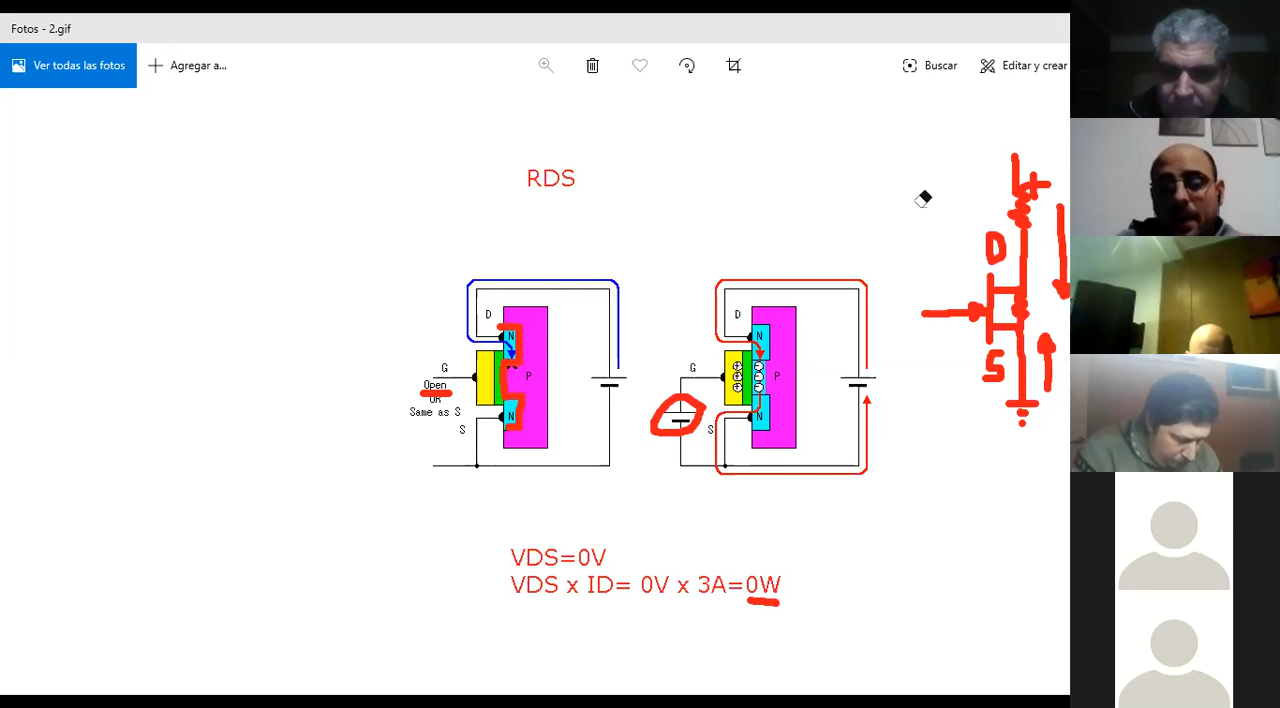 Fotos - 2.gif
Ver todas las fotos
Agregar a...
Buscar
Editar y crear
RDS
+
D
S
D
N
G
P
Open
OR
Same as S
N
S
D
N
G
P
N
S
VDS=0V
VDS x ID= 0V x 3A=0W